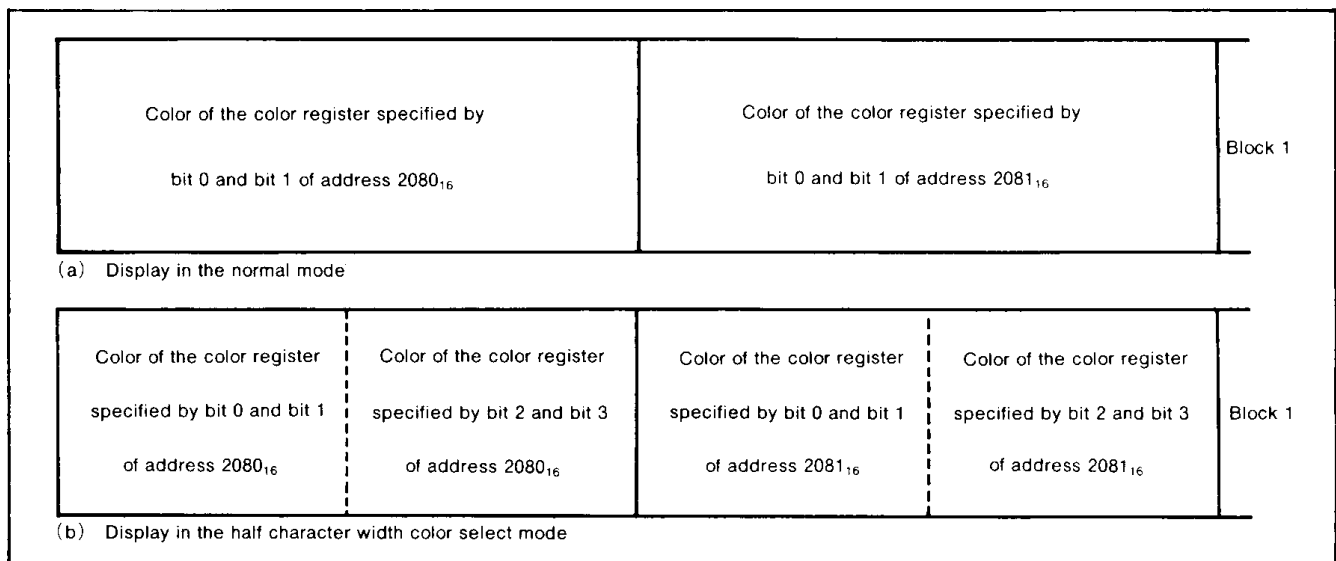 Color of the color register specified by
bit 0 and bit 1 of address 2080₁₆
Color of the color register specified by
bit 0 and bit 1 of address 2081₁₆
Block 1
(a) Display in the normal mode
Color of the color register
specified by bit 0 and bit 1
of address 2080₁₆
Color of the color register
specified by bit 2 and bit 3
of address 2080₁₆
Color of the color register
specified by bit 0 and bit 1
of address 2081₁₆
Color of the color register
specified by bit 2 and bit 3
of address 2081₁₆
Block 1
(b) Display in the half character width color select mode